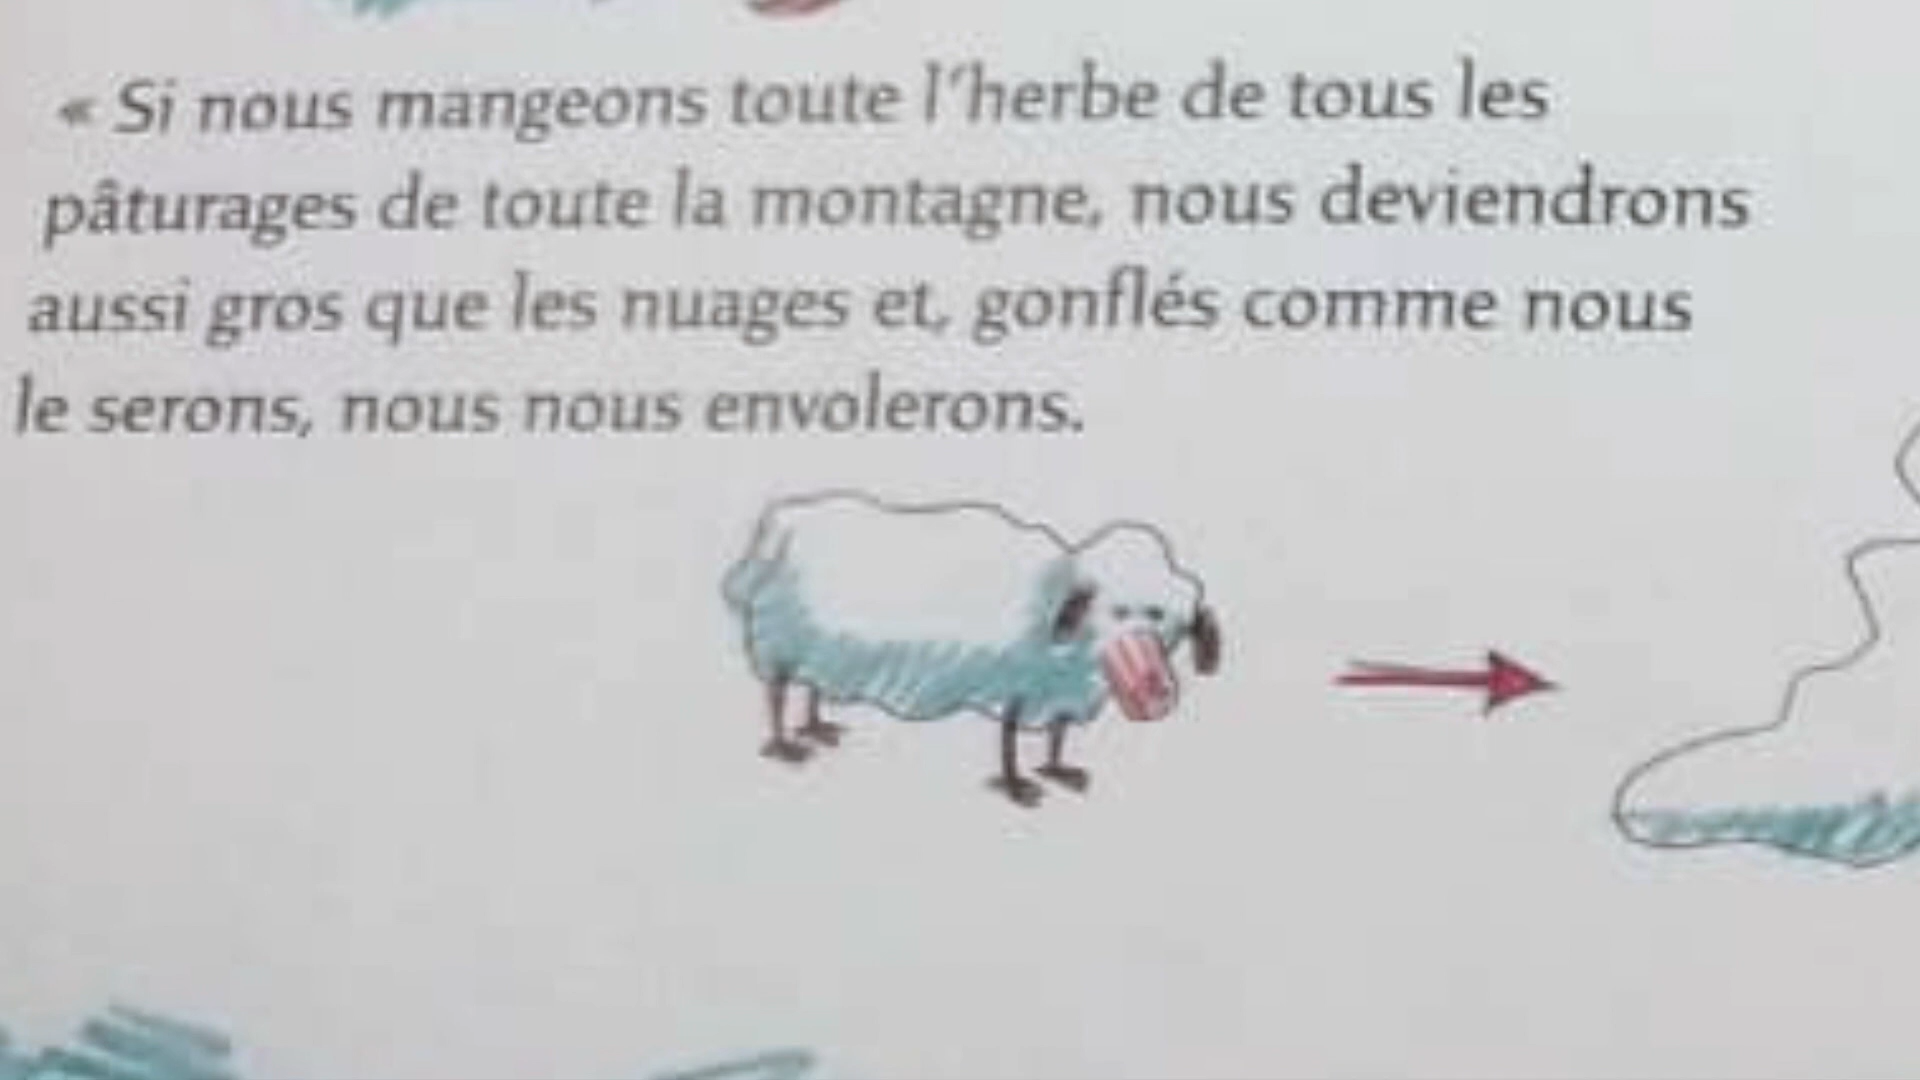 « Si nous mangeons toute l'herbe de tous les
pâturages de toute la montagne, nous deviendrons
aussi gros que les nuages et, gonflés comme nous
le serons, nous nous envolerons.